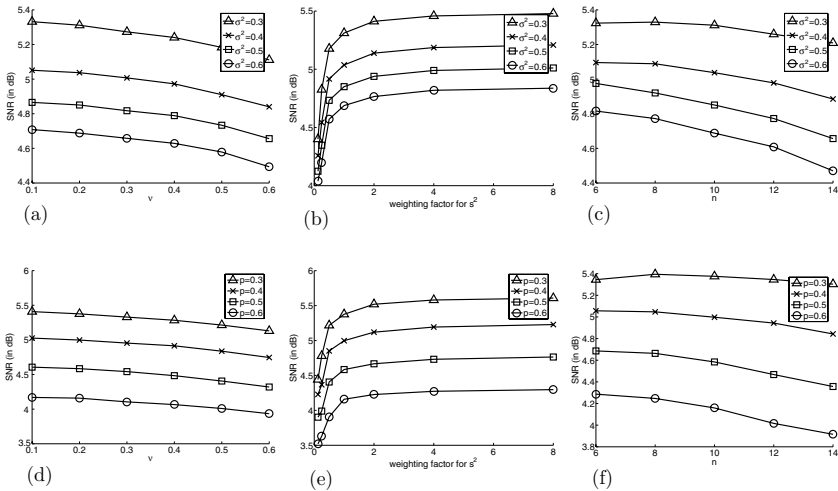 5.4
5.2
5
4.8
4.6
4.4
SNR (in dB)
0.1 0.2 0.3 0.4 0.5 0.6
ν
σ²=0.3
σ²=0.4
σ²=0.5
σ²=0.6
(a)
5.5
5
4.5
4
SNR (in dB)
0 2 4 6 8
weighting factor for s²
σ²=0.3
σ²=0.4
σ²=0.5
σ²=0.6
(b)
5.4
5.2
5
4.8
4.6
4.4
SNR (in dB)
6 8 10 12 14
n
σ²=0.3
σ²=0.4
σ²=0.5
σ²=0.6
(c)
6
5.5
5
4.5
4
3.5
SNR (in dB)
0.1 0.2 0.3 0.4 0.5 0.6
ν
p=0.3
p=0.4
p=0.5
p=0.6
(d)
6
5.5
5
4.5
4
3.5
SNR (in dB)
0 2 4 6 8
weighting factor for s²
p=0.3
p=0.4
p=0.5
p=0.6
(e)
5.4
5.2
5
4.8
4.6
4.4
4.2
4
3.8
SNR (in dB)
6 8 10 12 14
n
p=0.3
p=0.4
p=0.5
p=0.6
(f)